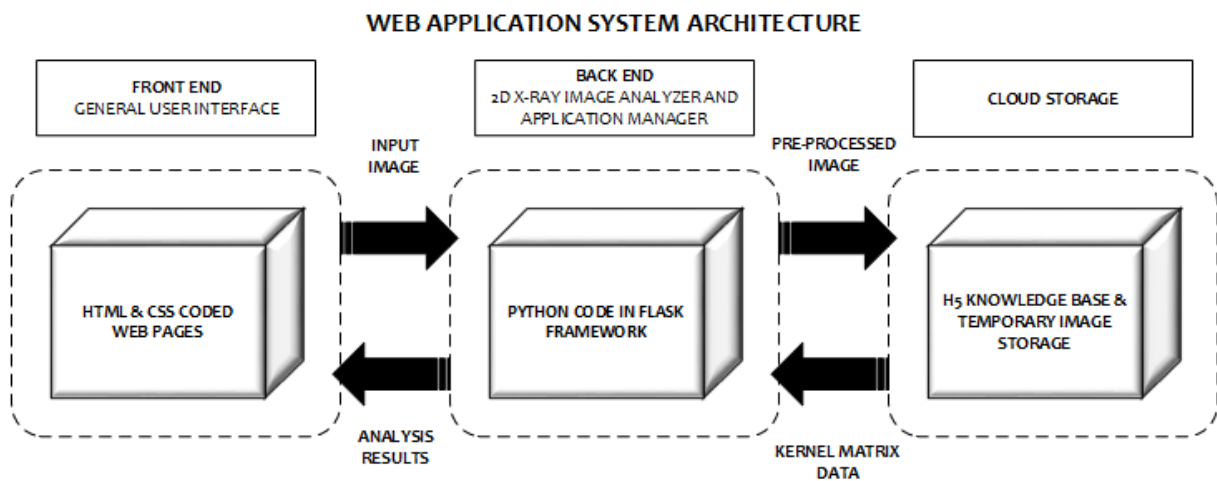 WEB APPLICATION SYSTEM ARCHITECTURE
FRONT END
GENERAL USER INTERFACE
BACK END
2D X-RAY IMAGE ANALYZER AND
APPLICATION MANAGER
CLOUD STORAGE
INPUT
IMAGE
PRE-PROCESSED
IMAGE
HTML & CSS CODED
WEB PAGES
PYTHON CODE IN FLASK
FRAMEWORK
H5 KNOWLEDGE BASE &
TEMPORARY IMAGE
STORAGE
ANALYSIS
RESULTS
KERNEL MATRIX
DATA